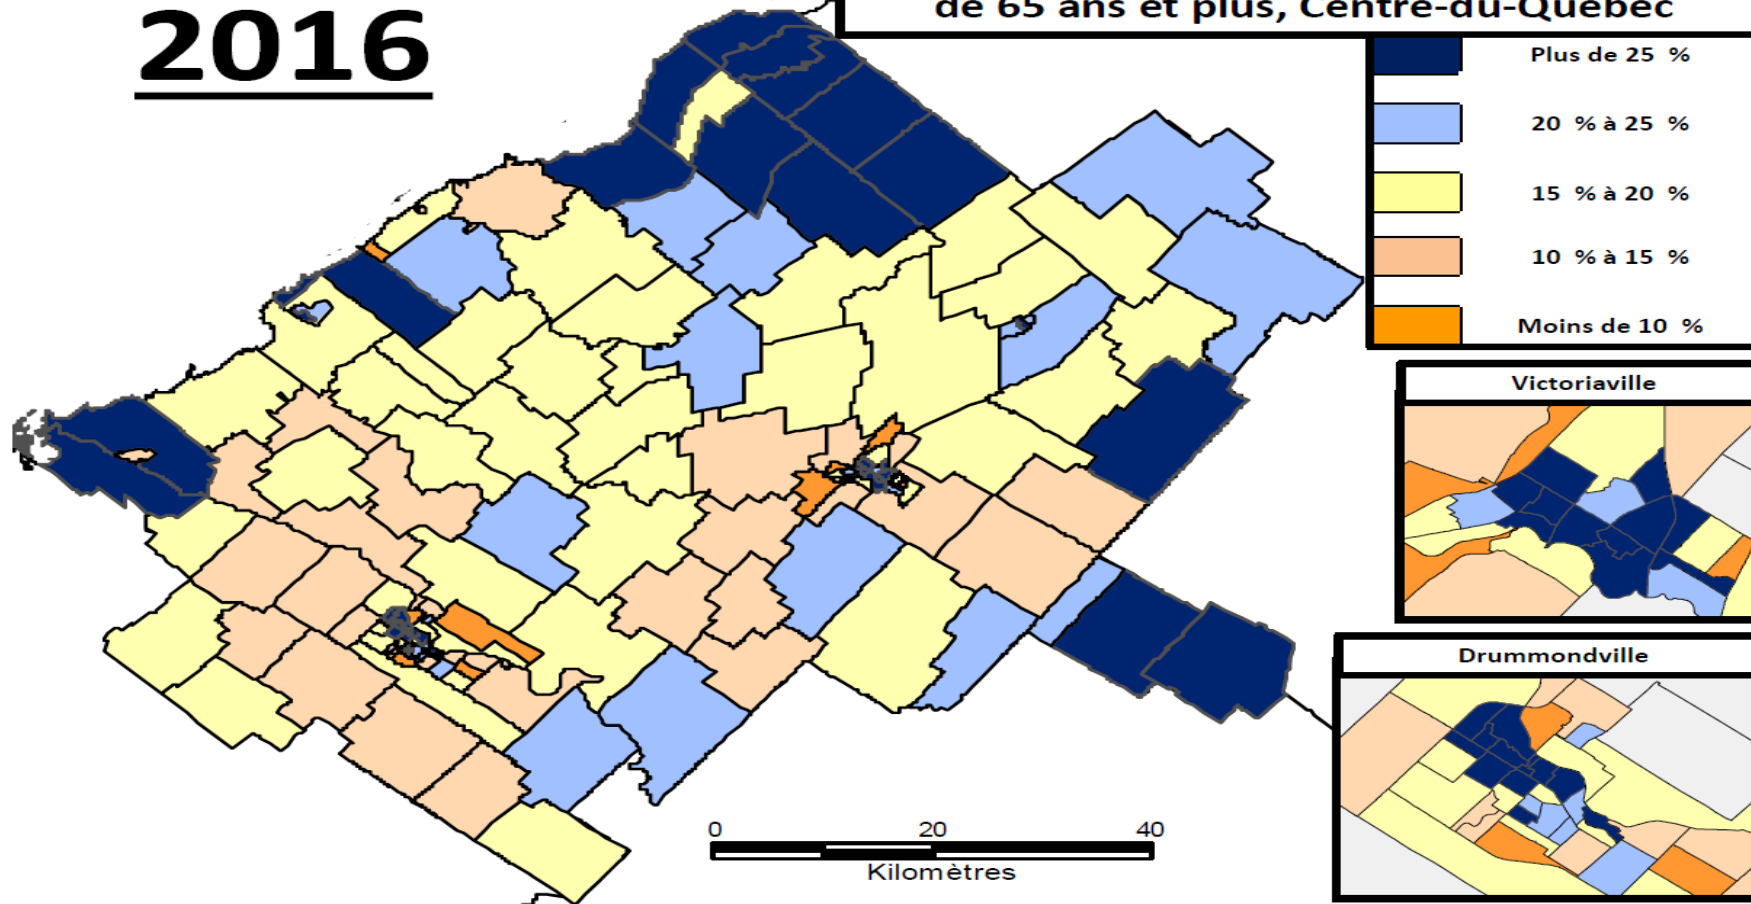 2016
de 65 ans et plus, Centre-du-Québec
Plus de 25 %
20 % à 25 %
15 % à 20 %
10 % à 15 %
Moins de 10 %
Victoriaville
Drummondville
0 20 40
Kilomètres